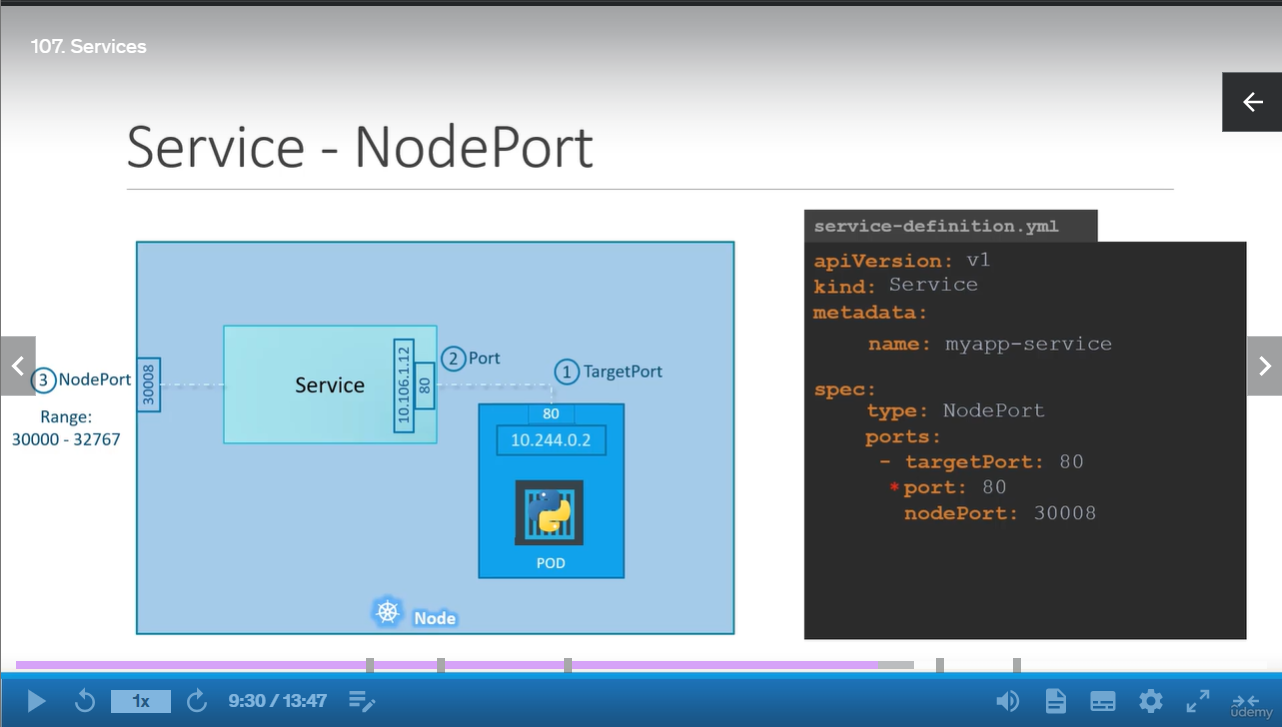 107. Services
Service - NodePort
3 NodePort
Range:
30000 - 32767
30008
Service
10.106.1.12
80
2 Port
1 TargetPort
80
10.244.0.2
POD
Node
service-definition.yml
apiVersion: v1
kind: Service
metadata:
name: myapp-service
spec:
type: NodePort
ports:
- targetPort: 80
*port: 80
nodePort: 30008
1x
9:30 / 13:47
ûdemy